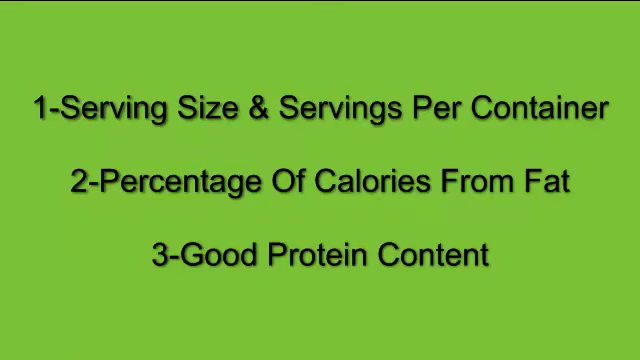 1-Serving Size & Servings Per Container
2-Percentage Of Calories From Fat
3-Good Protein Content